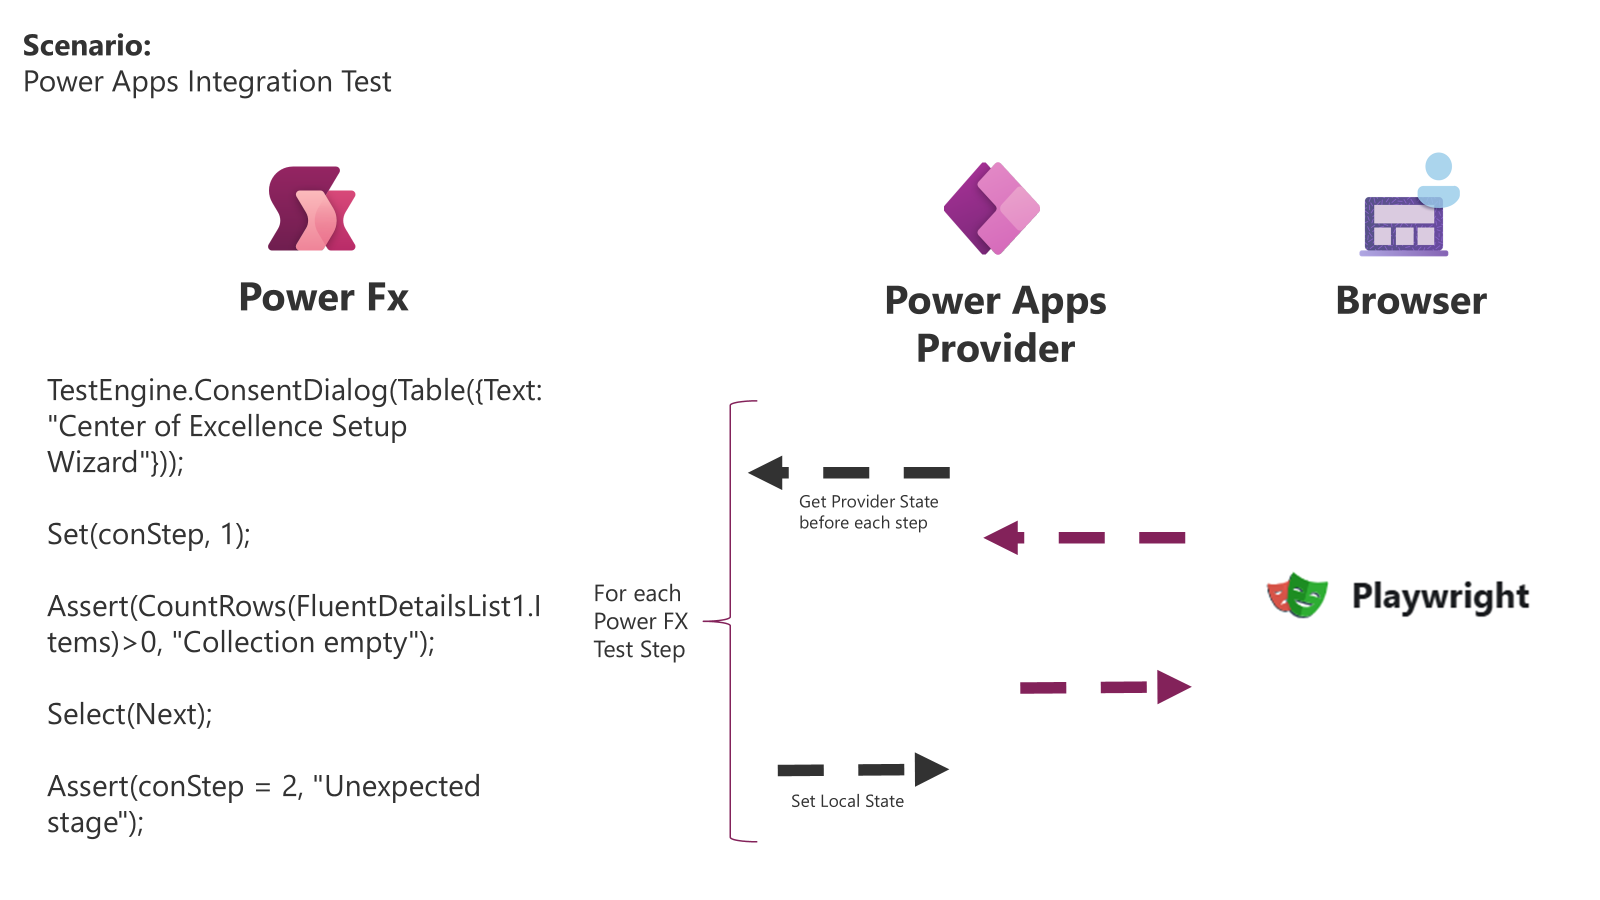 Scenario:
Power Apps Integration Test
Power Fx
Power Apps
Provider
Browser
TestEngine.ConsentDialog(Table({Text:
"Center of Excellence Setup
Wizard"}));
Set(conStep, 1);
Assert(CountRows(FluentDetailsList1.I
tems)>0, "Collection empty");
Select(Next);
Assert(conStep = 2, "Unexpected
stage");
For each
Power FX
Test Step
Get Provider State
before each step
Set Local State
Playwright